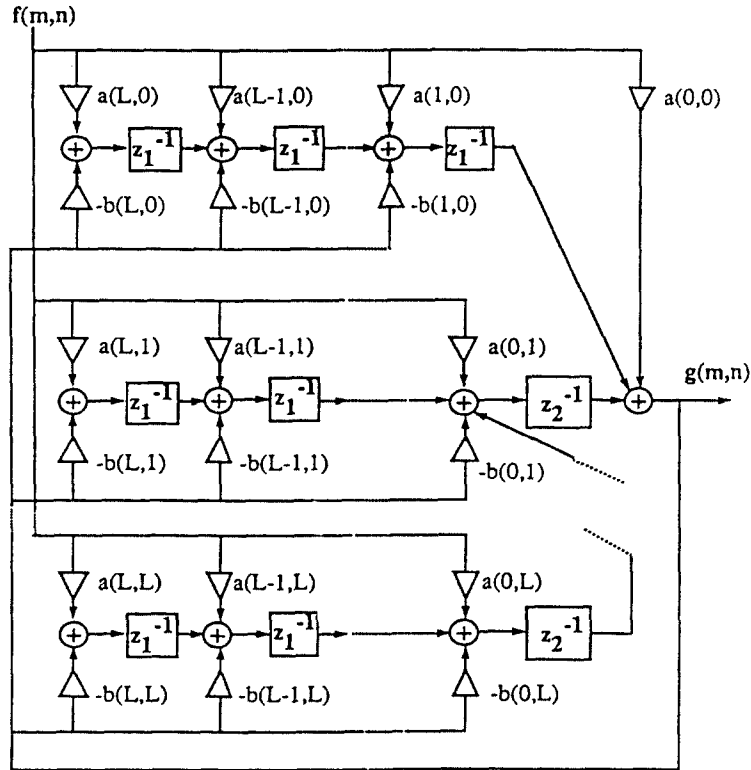 f(m,n)
a(L,0) a(L-1,0) a(1,0) a(0,0)
+ z₁⁻¹ + z₁⁻¹ + z₁⁻¹
-b(L,0) -b(L-1,0) -b(1,0)
a(L,1) a(L-1,1) a(0,1)
g(m,n)
+ z₁⁻¹ + z₁⁻¹ + z₂⁻¹ +
-b(L,1) -b(L-1,1) -b(0,1)
a(L,L) a(L-1,L) a(0,L)
+ z₁⁻¹ + z₁⁻¹ + z₂⁻¹
-b(L,L) -b(L-1,L) -b(0,L)